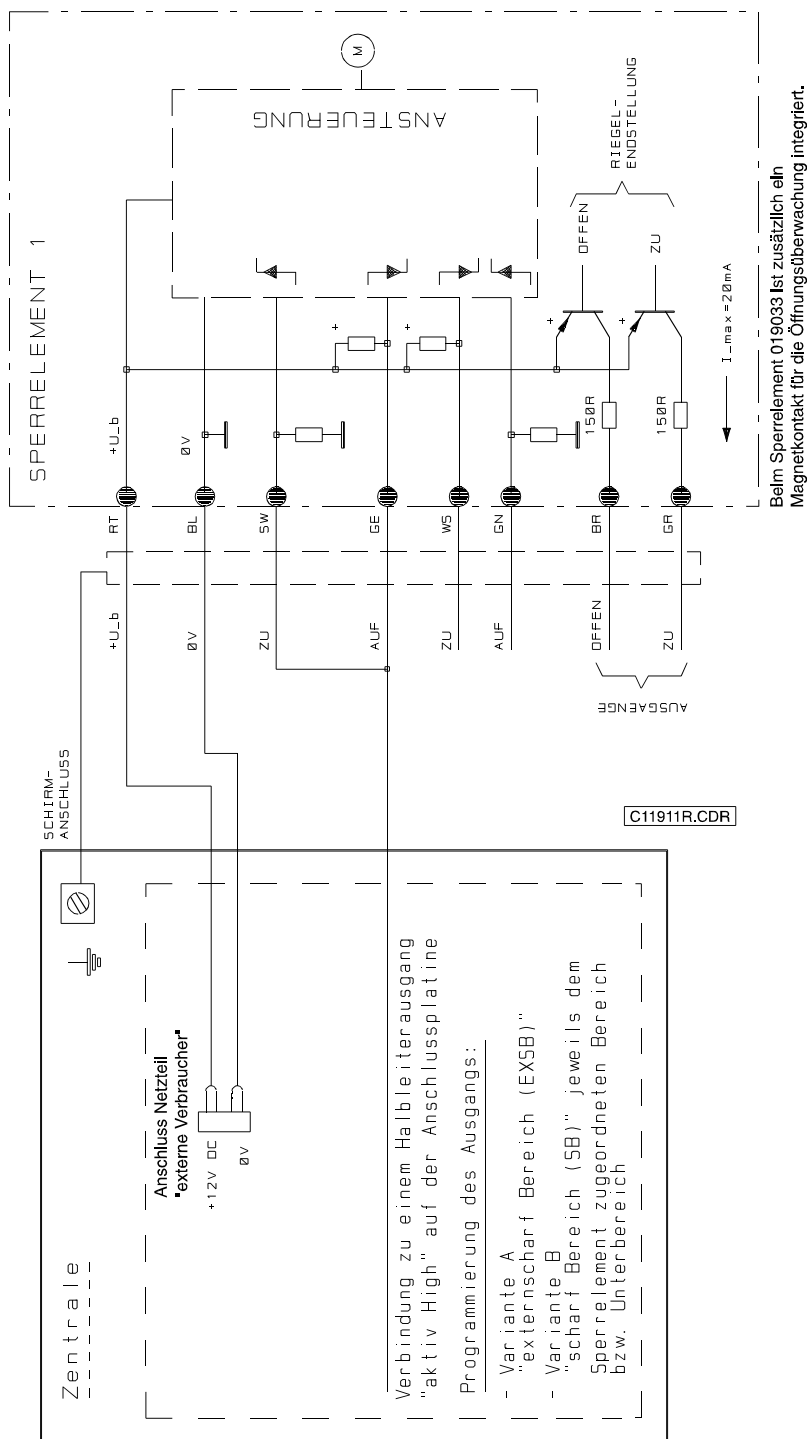 SPERRELEMENT 1
M
ANSTEUERUNG
+U_b
0V
+
+
+
+
OFFEN
ZU
RIEGEL-
ENDSTELLUNG
150R
150R
I_max=20mA
RT
BL
SW
GE
WS
GN
BR
GR
Beim Sperrelement 019033 ist zusätzlich ein
Magnetkontakt für die Öffnungsüberwachung integriert.
+U_b
0V
ZU
AUF
ZU
AUF
OFFEN
ZU
AUSGAENGE
SCHIRM-
ANSCHLUSS
C11911R.CDR
Zentrale
Anschluss Netzteil
"externe Verbraucher"
+12V DC
0V
Verbindung zu einem Halbleiterausgang
"aktiv High" auf der Anschlussplatine
Programmierung des Ausgangs:
- Variante A
"externscharf Bereich (EXSB)"
- Variante B
"scharf Bereich (SB)" jeweils dem
Sperrelement zugeordneten Bereich
bzw. Unterbereich